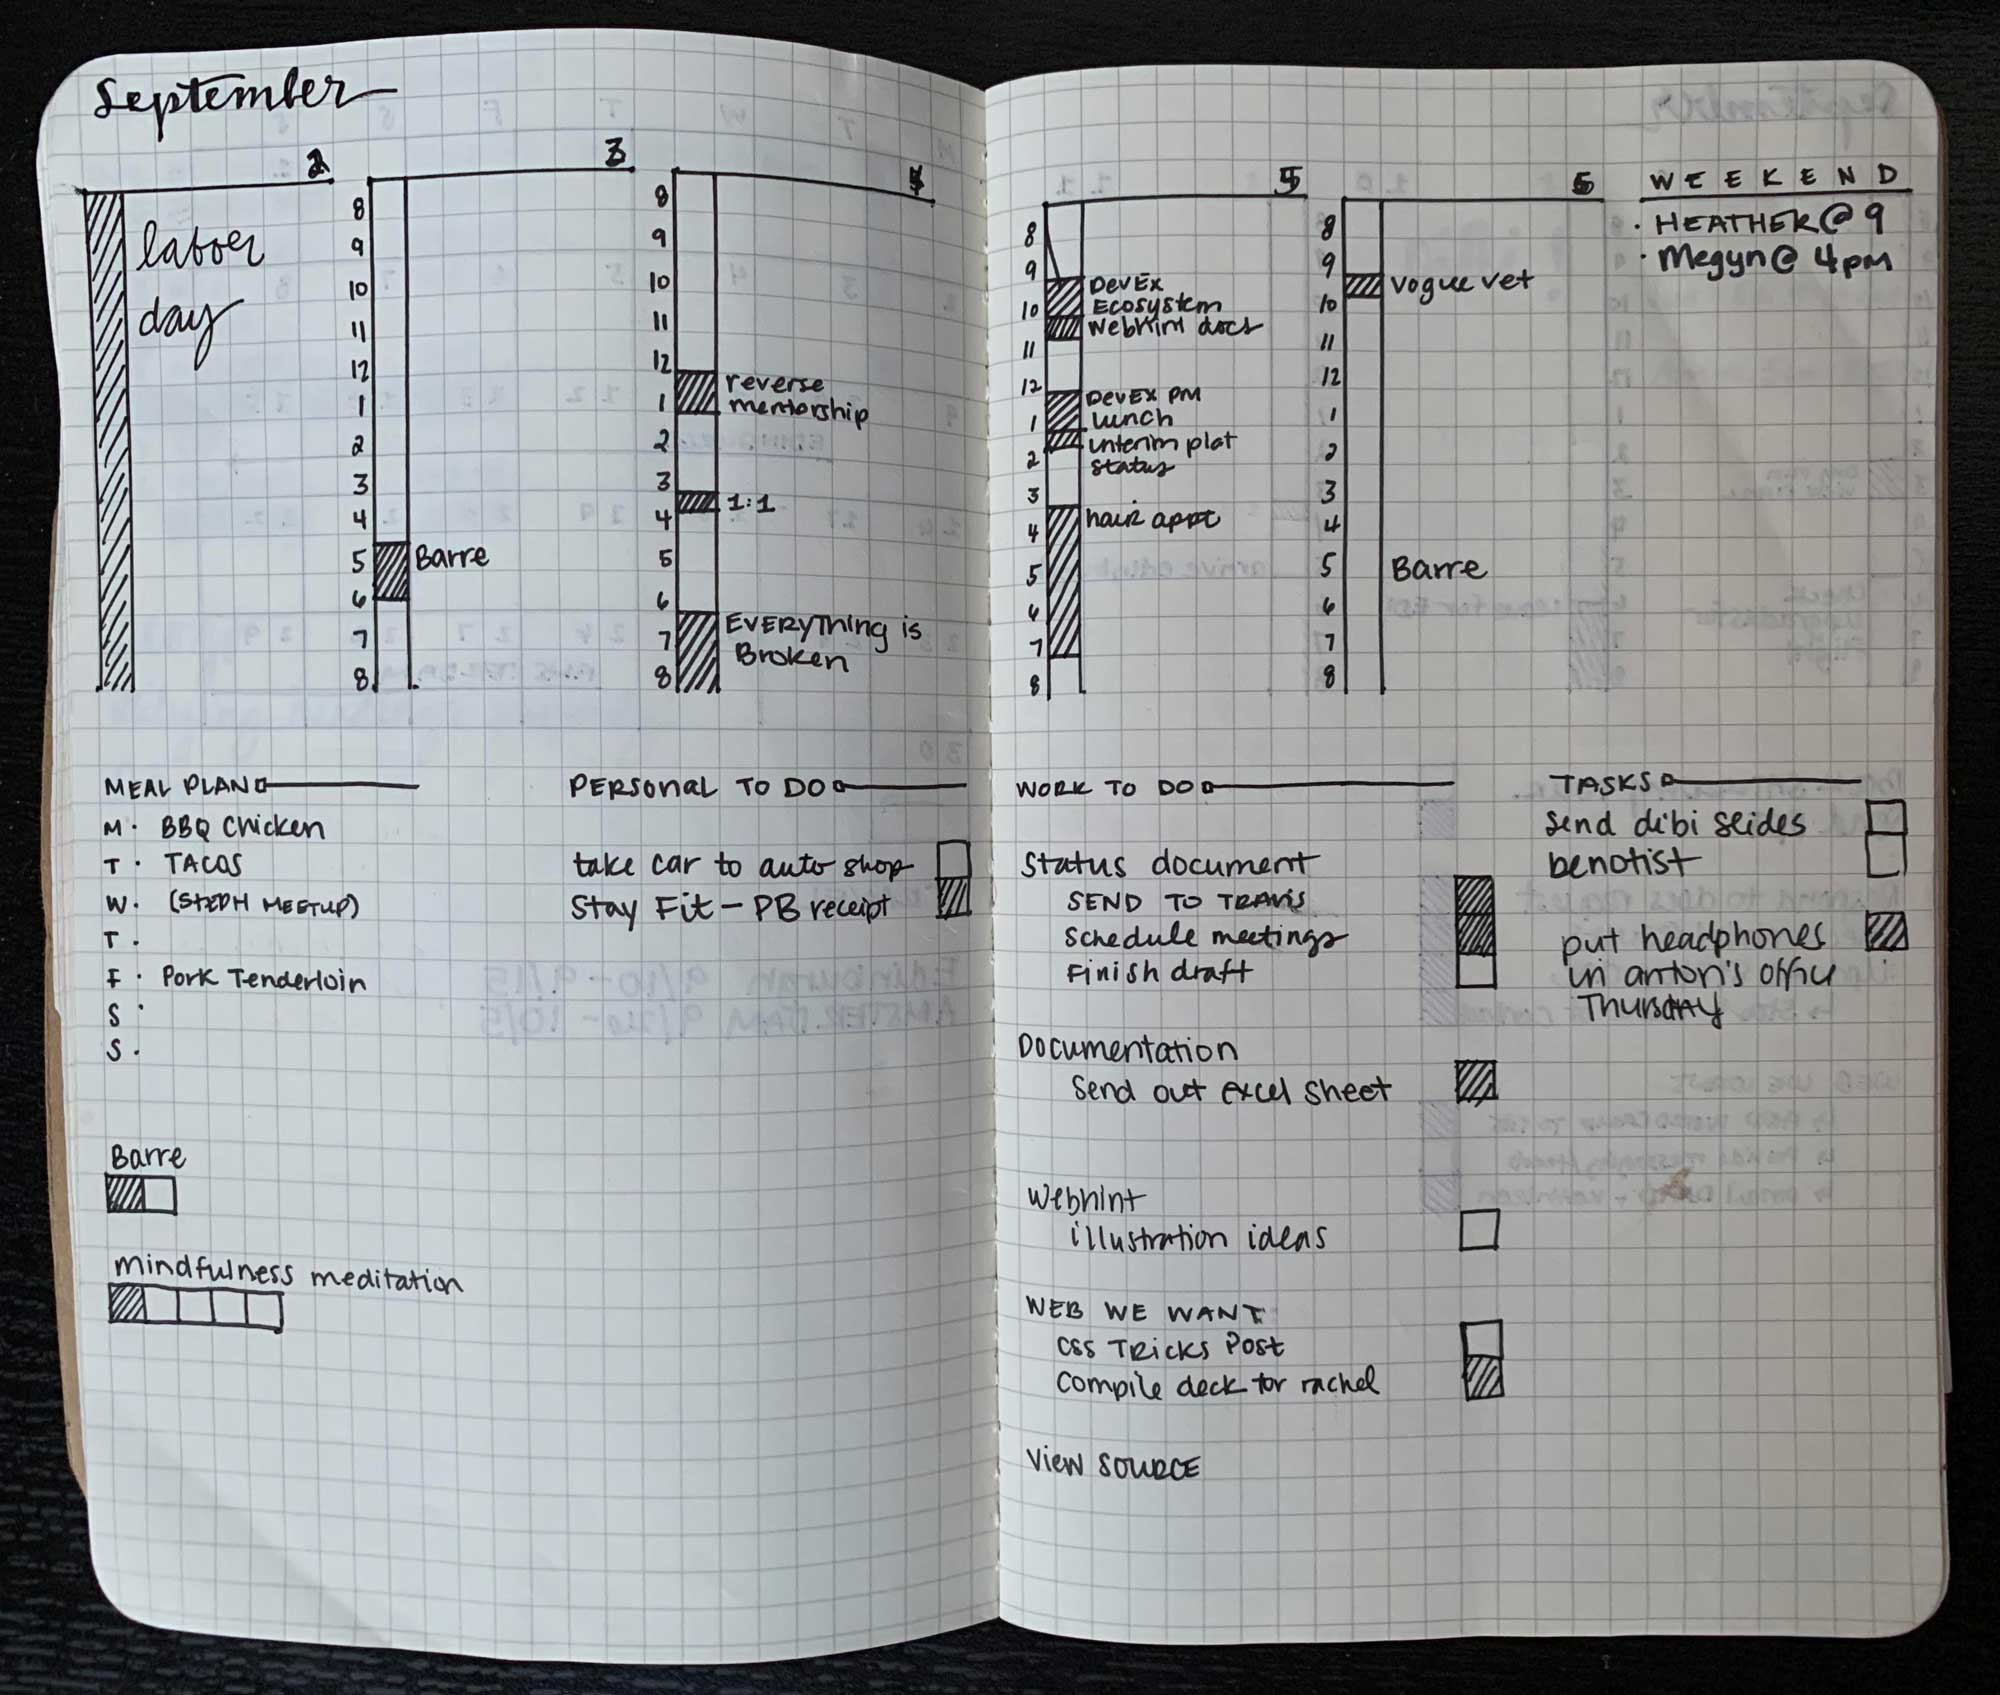 September
2
labor
day
3
8
9
10
11
12
1
2
3
4
5
6
7
8
Barre
4
8
9
10
11
12
1
2
3
4
5
6
7
8
reverse
mentorship
1:1
EVERYTHING is
Broken
5
8
9
10
11
12
1
2
3
4
5
6
7
8
DevEx
Ecosystem
Webhint docs
DevEx PM
lunch
interim plat
status
hair appt
6
8
9
10
11
12
1
2
3
4
5
6
7
8
vogue vet
Barre
WEEKEND
· HEATHER @ 9
· Megyn @ 4pm
MEAL PLAN
M · BBQ Chicken
T · TACOS
W · (STEPH MEETUP)
T ·
F · Pork Tenderloin
S ·
S ·
Barre
mindfulness meditation
PERSONAL TO DO
take car to auto shop
Stay Fit - PB receipt
WORK TO DO
Status document
SEND TO TRAVIS
Schedule meetings
Finish draft
Documentation
Send out excel sheet
Webhint
illustration ideas
WEB WE WANT
CSS TRICKS POST
Compile deck for rachel
VIEW SOURCE
TASKS
send dibi slides
benotist
put headphones
in anton's office
Thursday